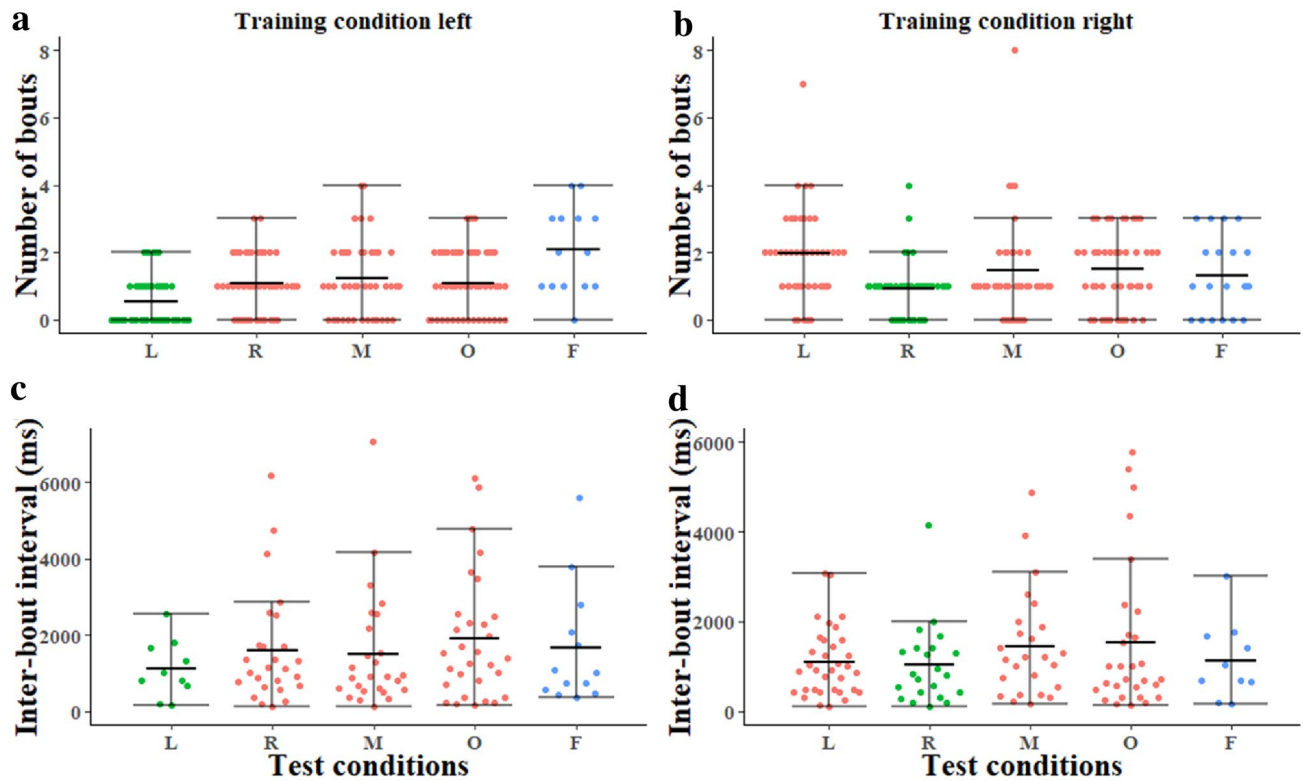 a
Training condition left
b
Training condition right
Number of bouts
8
6
4
2
0
L R M O F
Number of bouts
8
6
4
2
0
L R M O F
c
d
Inter-bout interval (ms)
6000
4000
2000
0
L R M O F
Test conditions
Inter-bout interval (ms)
6000
4000
2000
0
L R M O F
Test conditions